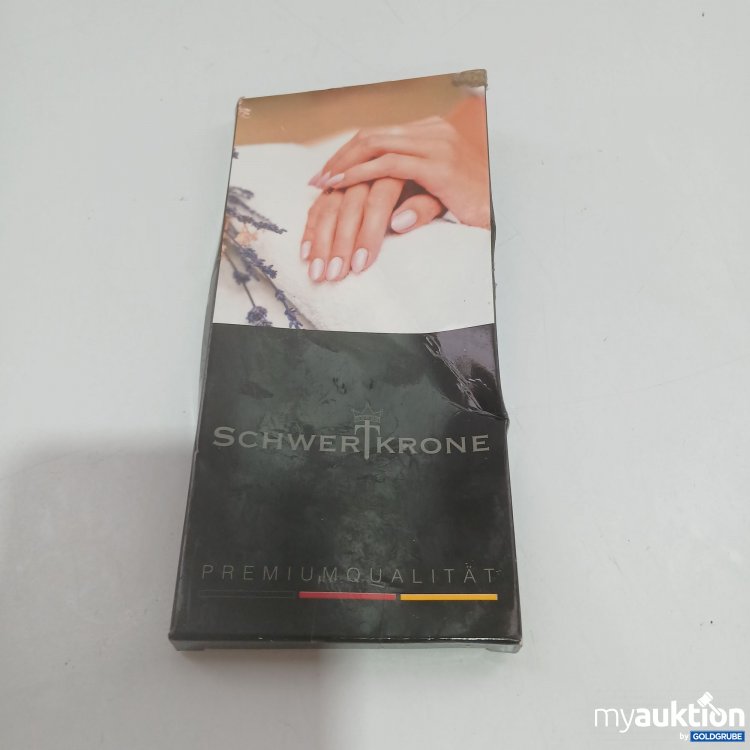 SCHWERTKRONE
PREMIUMQUALITÄT
myauktion
by GOLDGRUBE